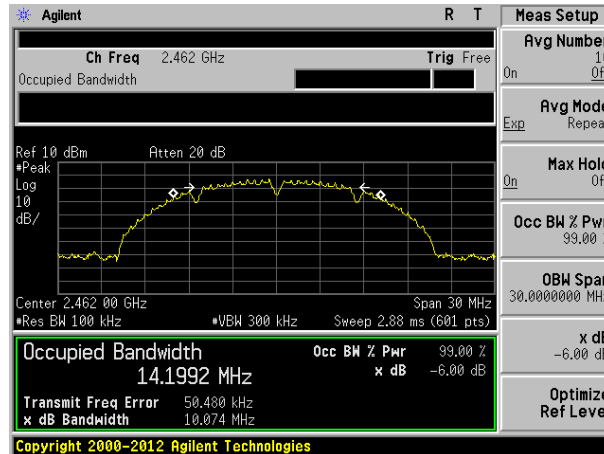 Agilent R T
Meas Setup
Ch Freq 2.462 GHz Trig Free
Occupied Bandwidth
Avg Number
On
Avg Mode
Exp Repea
Ref 10 dBm Atten 20 dB
#Peak
Log
10
dB/
Max Hold
On
Occ BW % Pwr
99.00
OBW Span
30.0000000 MH
Center 2.462 00 GHz Span 30 MHz
#Res BW 100 kHz #VBW 300 kHz Sweep 2.88 ms (601 pts)
Occupied Bandwidth Occ BW % Pwr 99.00 %
14.1992 MHz x dB -6.00 dB
Transmit Freq Error 50.480 kHz
x dB Bandwidth 10.074 MHz
x dB
-6.00 d
Optimize
Ref Level
Copyright 2000-2012 Agilent Technologies